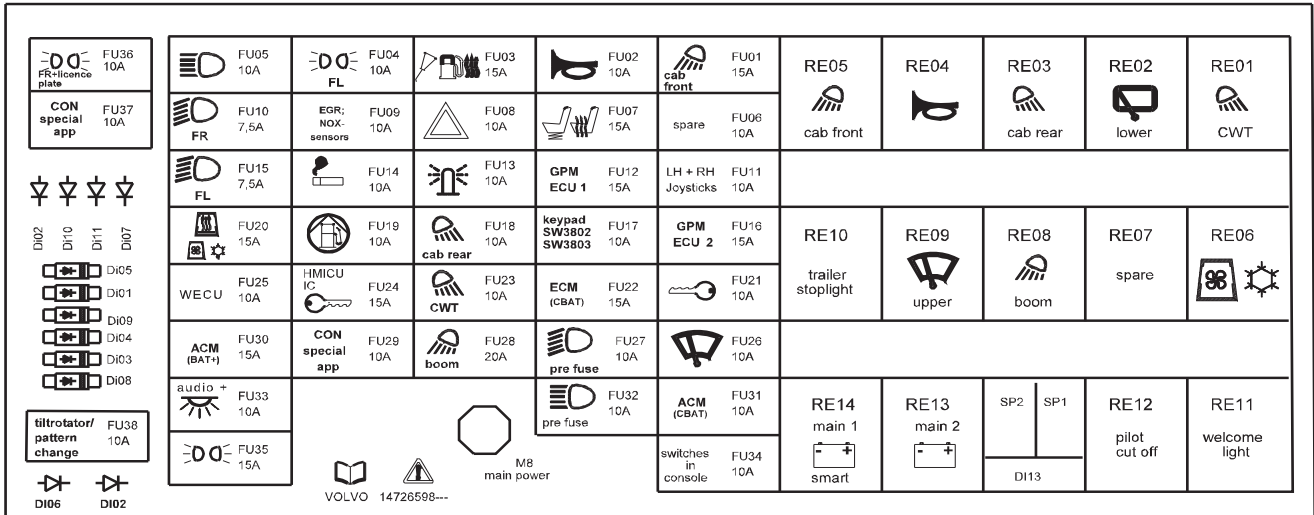 FU36
10A
FR+licence
plate
CON
special
app
FU37
10A
FU05
10A
FL
FU04
10A
FU03
15A
FU02
10A
cab
front
FU01
15A
FR
FU10
7,5A
EGR;
NOX-
sensors
FU09
10A
FU08
10A
FU07
15A
spare
FU06
10A
FL
FU15
7,5A
FU14
10A
FU13
10A
GPM
ECU 1
FU12
15A
LH + RH
Joysticks
FU11
10A
FU20
15A
FU19
10A
cab rear
FU18
10A
keypad
SW3802
SW3803
FU17
10A
GPM
ECU 2
FU16
15A
WECU
FU25
10A
HMICU
IC
FU24
15A
CWT
FU23
10A
ECM
(CBAT)
FU22
15A
FU21
10A
ACM
(BAT+)
FU30
15A
CON
special
app
FU29
10A
boom
FU28
20A
pre fuse
FU27
10A
FU26
10A
audio +
FU33
10A
pre fuse
FU32
10A
ACM
(CBAT)
FU31
10A
FU35
15A
switches
in
console
FU34
10A
Di02
Di10
Di11
Di07
Di05
Di01
Di09
Di04
Di03
Di08
tiltrotator/
pattern
change
FU38
10A
DI06
DI02
VOLVO 14726598---
M8
main power
RE05
cab front
RE04
RE03
cab rear
RE02
lower
RE01
CWT
RE10
trailer
stoplight
RE09
upper
RE08
boom
RE07
spare
RE06
RE14
main 1
- +
smart
RE13
main 2
- +
SP2
SP1
DI13
RE12
pilot
cut off
RE11
welcome
light